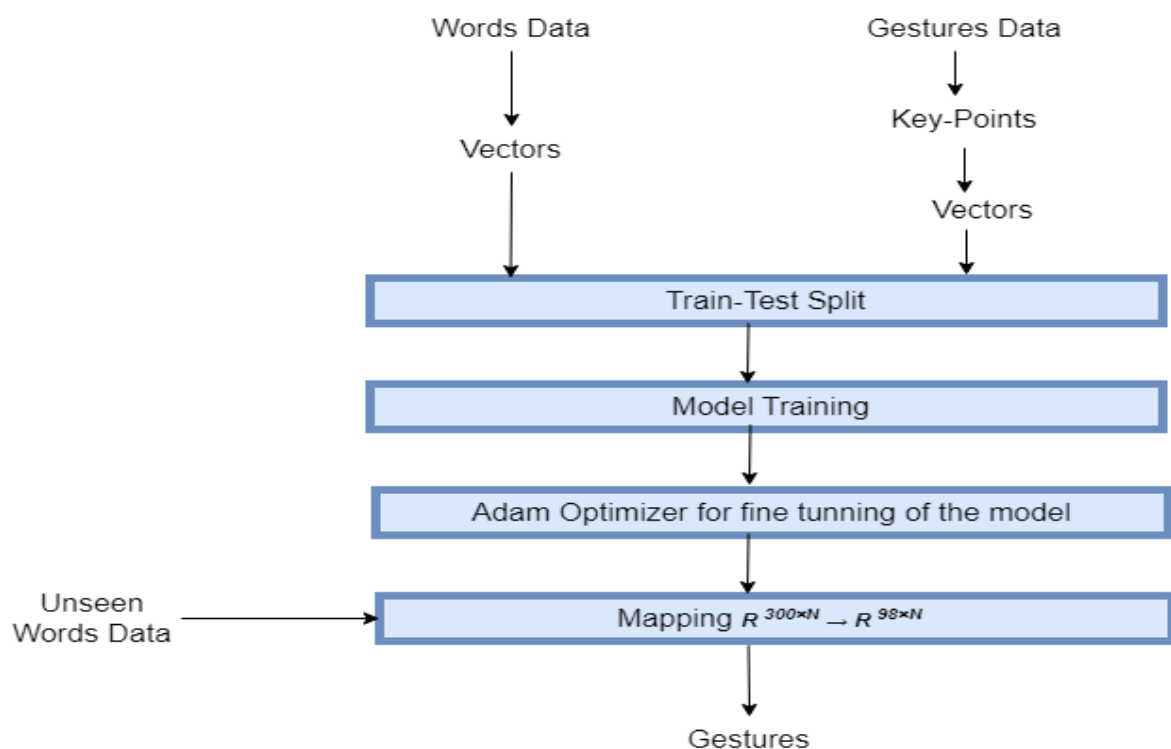 Words Data
Gestures Data
Key-Points
Vectors
Vectors
Train-Test Split
Model Training
Adam Optimizer for fine tunning of the model
Unseen
Words Data
Mapping R 300×N → R 98×N
Gestures